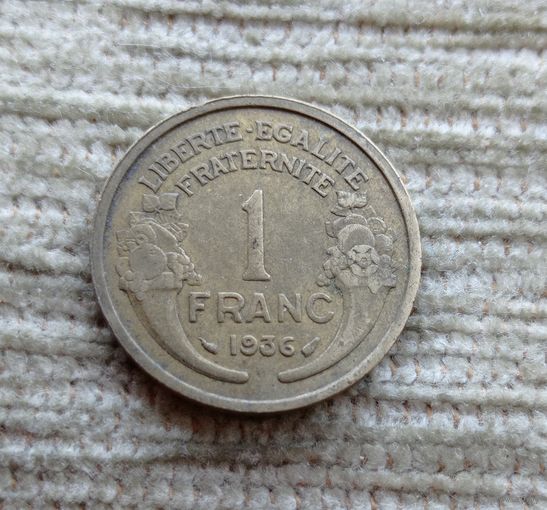 LIBERTE·EGALITE
FRATERNITE
1
FRANC
1936